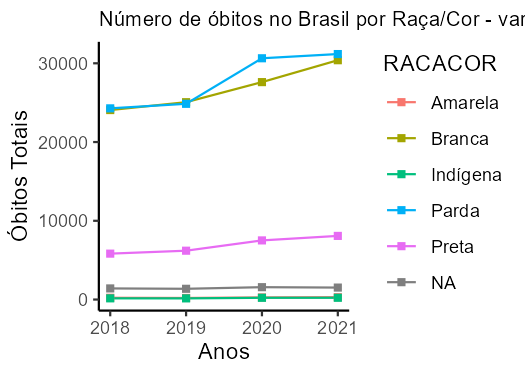 Número de óbitos no Brasil por Raça/Cor - var
30000
20000
10000
0
Óbitos Totais
2018 2019 2020 2021
Anos
RACACOR
Amarela
Branca
Indígena
Parda
Preta
NA